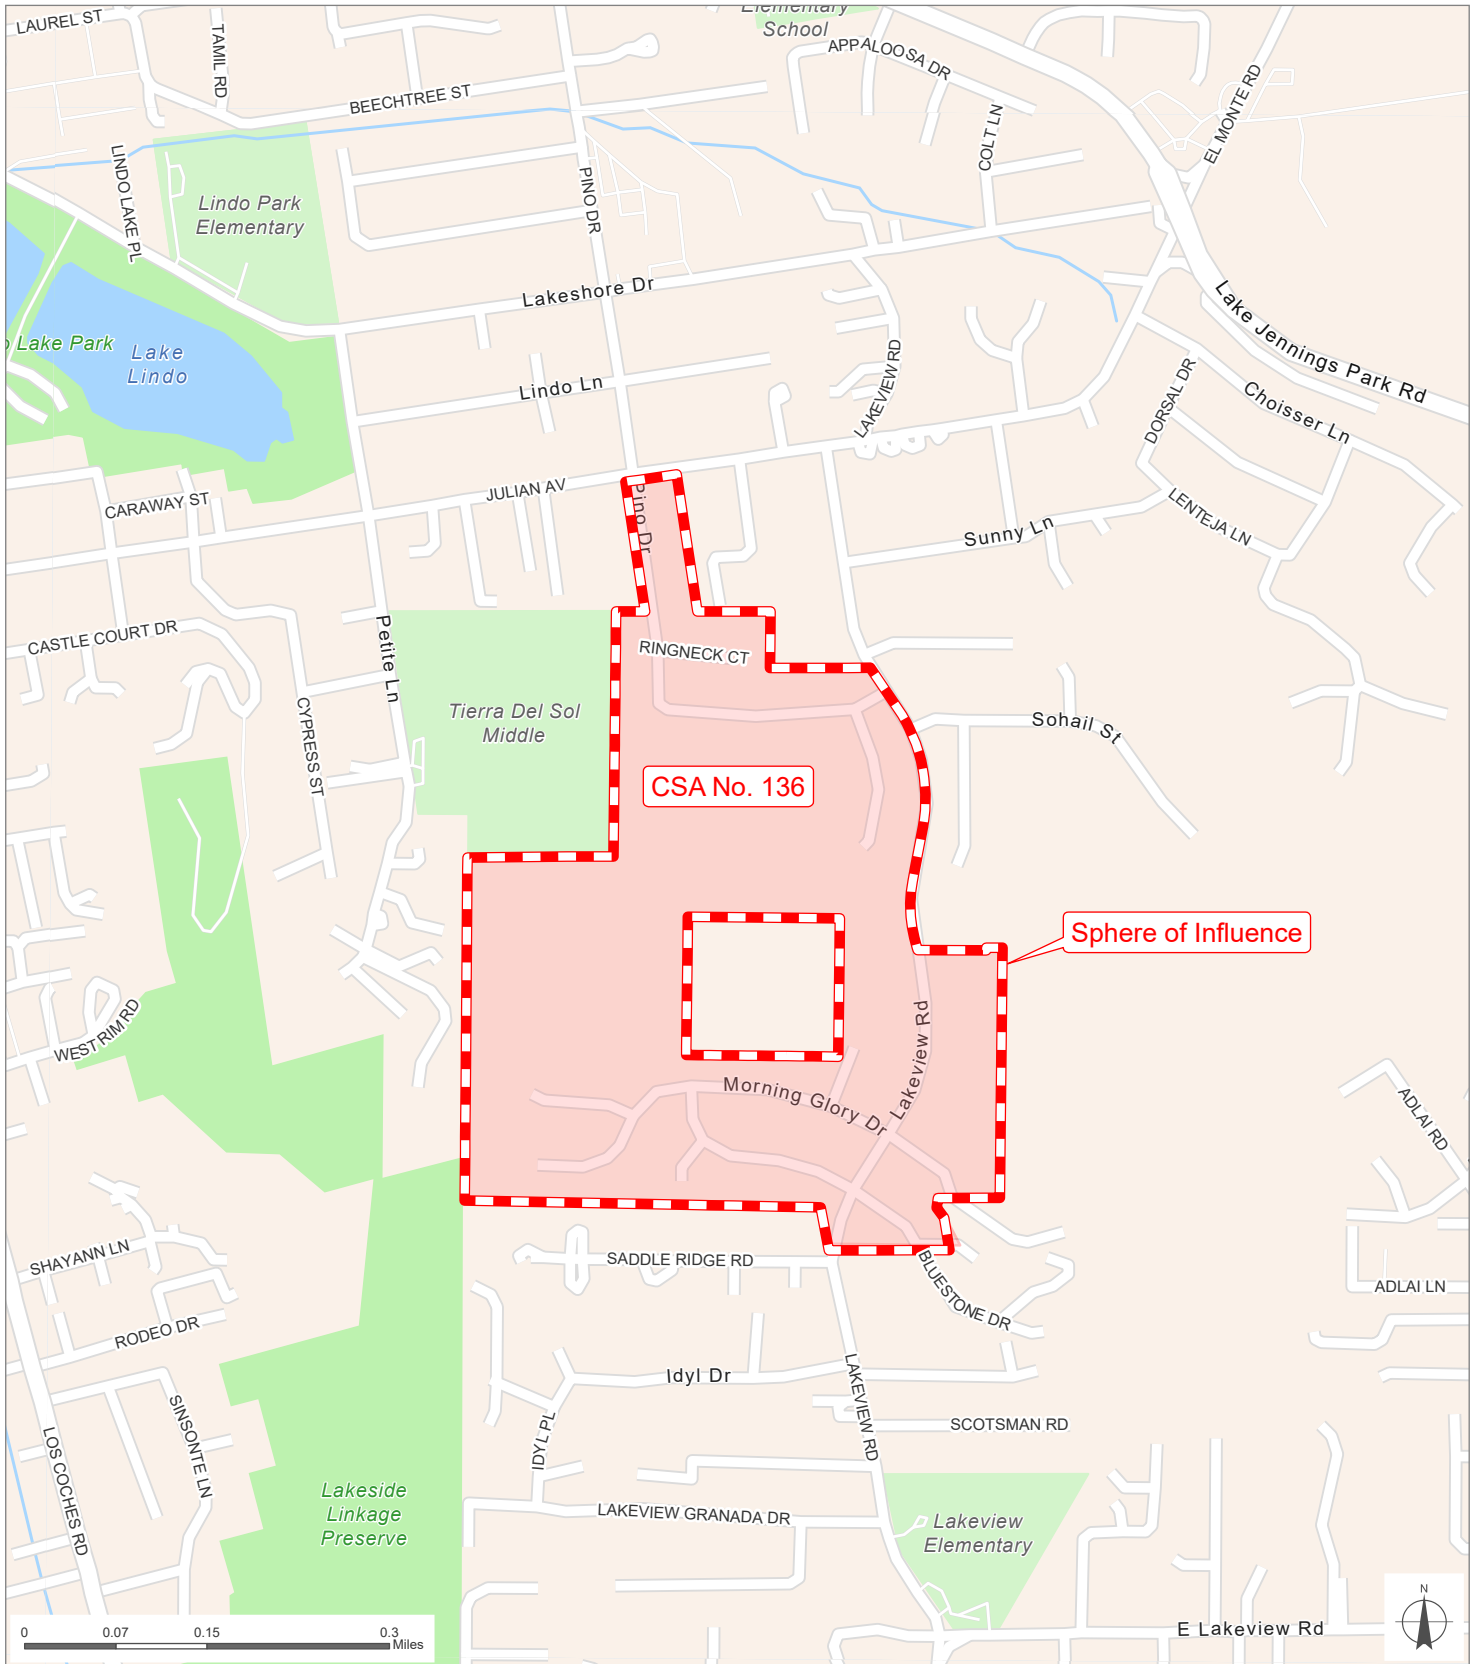 LAUREL ST
TAMIL RD
BEECHTREE ST
Elementary
School
APPALOOSA DR
EL MONTE RD
COLT LN
LINDO LAKE PL
Lindo Park
Elementary
PINO DR
Lakeshore Dr
Lake Jennings Park Rd
o Lake Park
Lake
Lindo
Lindo Ln
LAKEVIEW RD
DORSAL DR
Choisser Ln
CARAWAY ST
JULIAN AV
Pino Dr
Sunny Ln
LENTEJA LN
CASTLE COURT DR
Petite Ln
RINGNECK CT
CYPRESS ST
Tierra Del Sol
Middle
Sohail St
CSA No. 136
Sphere of Influence
WEST RIM RD
Lakeview Rd
Morning Glory Dr
ADLAI RD
SHAYANN LN
SADDLE RIDGE RD
BLUESTONE DR
ADLAI LN
RODEO DR
Idyl Dr
LAKEVIEW RD
SINSONTE LN
IDYL PL
SCOTSMAN RD
LOS COCHES RD
Lakeside
Linkage
Preserve
LAKEVIEW GRANADA DR
Lakeview
Elementary
E Lakeview Rd
N
0 0.07 0.15 0.3
Miles